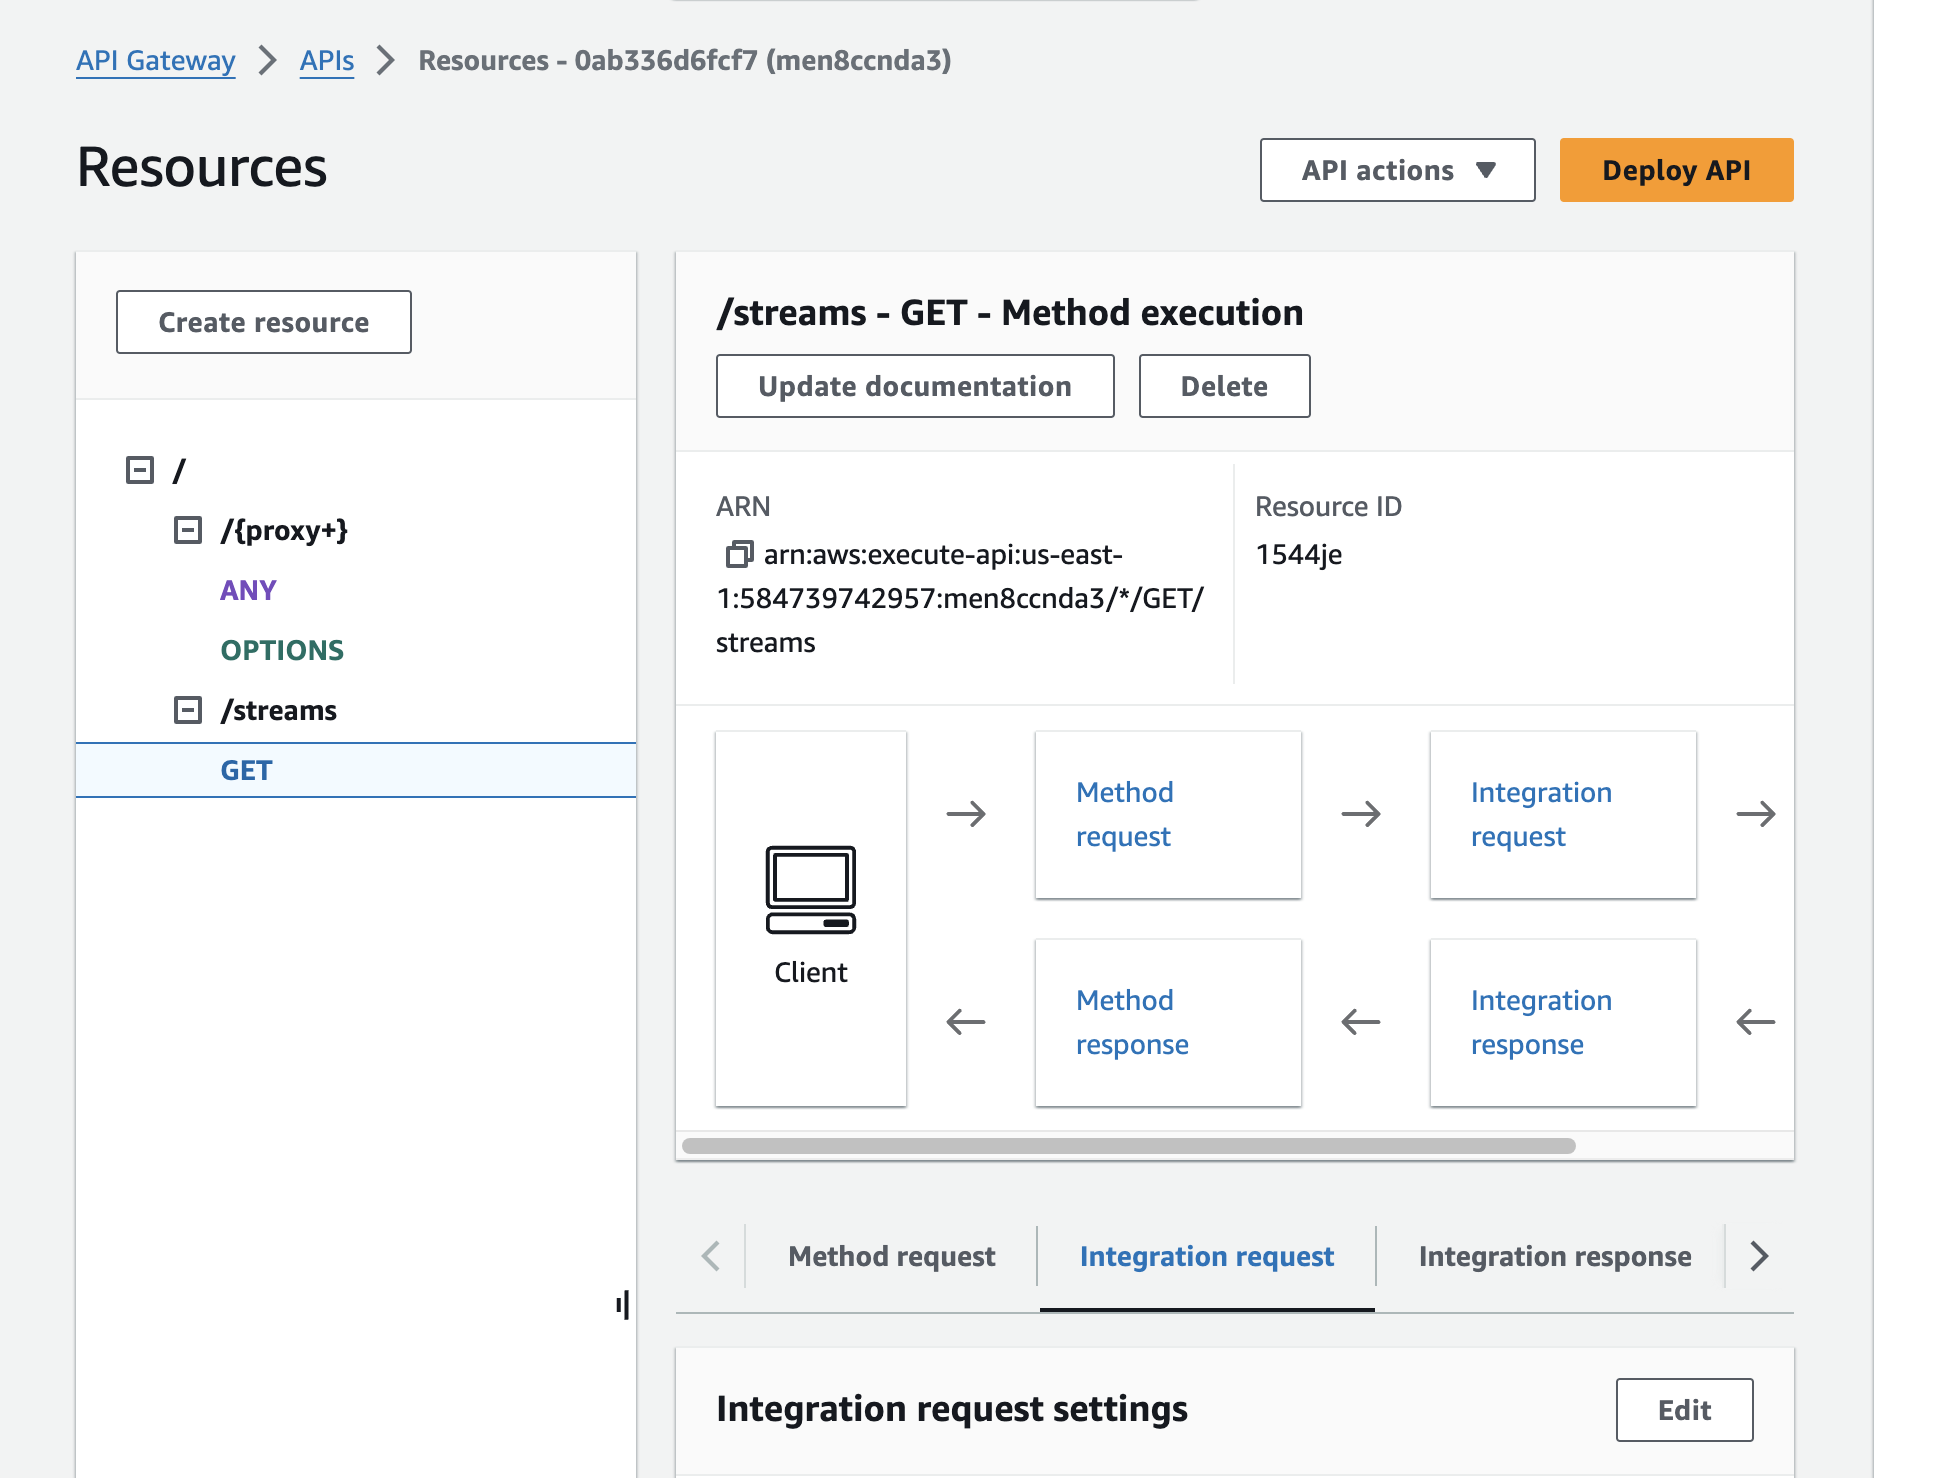 API Gateway > APIs > Resources - 0ab336d6fcf7 (men8ccnda3)
Resources
API actions ▼
Deploy API
Create resource
/
/{proxy+}
ANY
OPTIONS
/streams
GET
/streams - GET - Method execution
Update documentation
Delete
ARN
arn:aws:execute-api:us-east-
1:584739742957:men8ccnda3/*/GET/
streams
Resource ID
1544je
Client
Method
request
Integration
request
Method
response
Integration
response
Method request
Integration request
Integration response
Integration request settings
Edit